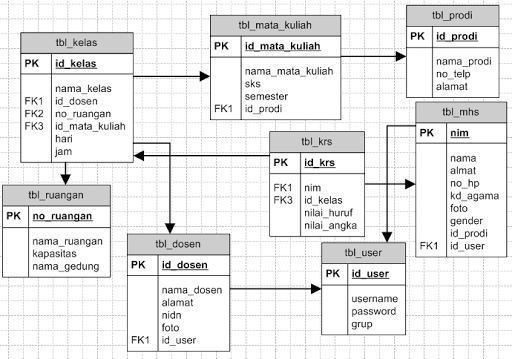 tbl_kelas
PK id_kelas
nama_kelas
FK1 id_dosen
FK2 no_ruangan
FK3 id_mata_kuliah
hari
jam
tbl_mata_kuliah
PK id_mata_kuliah
nama_mata_kuliah
sks
semester
FK1 id_prodi
tbl_prodi
PK id_prodi
nama_prodi
no_telp
alamat
tbl_mhs
PK nim
nama
almat
no_hp
kd_agama
foto
gender
id_prodi
FK1 id_user
tbl_krs
PK id_krs
FK1 nim
FK3 id_kelas
nilai_huruf
nilai_angka
tbl_ruangan
PK no_ruangan
nama_ruangan
kapasitas
nama_gedung
tbl_dosen
PK id_dosen
nama_dosen
alamat
nidn
foto
FK1 id_user
tbl_user
PK id_user
username
password
grup